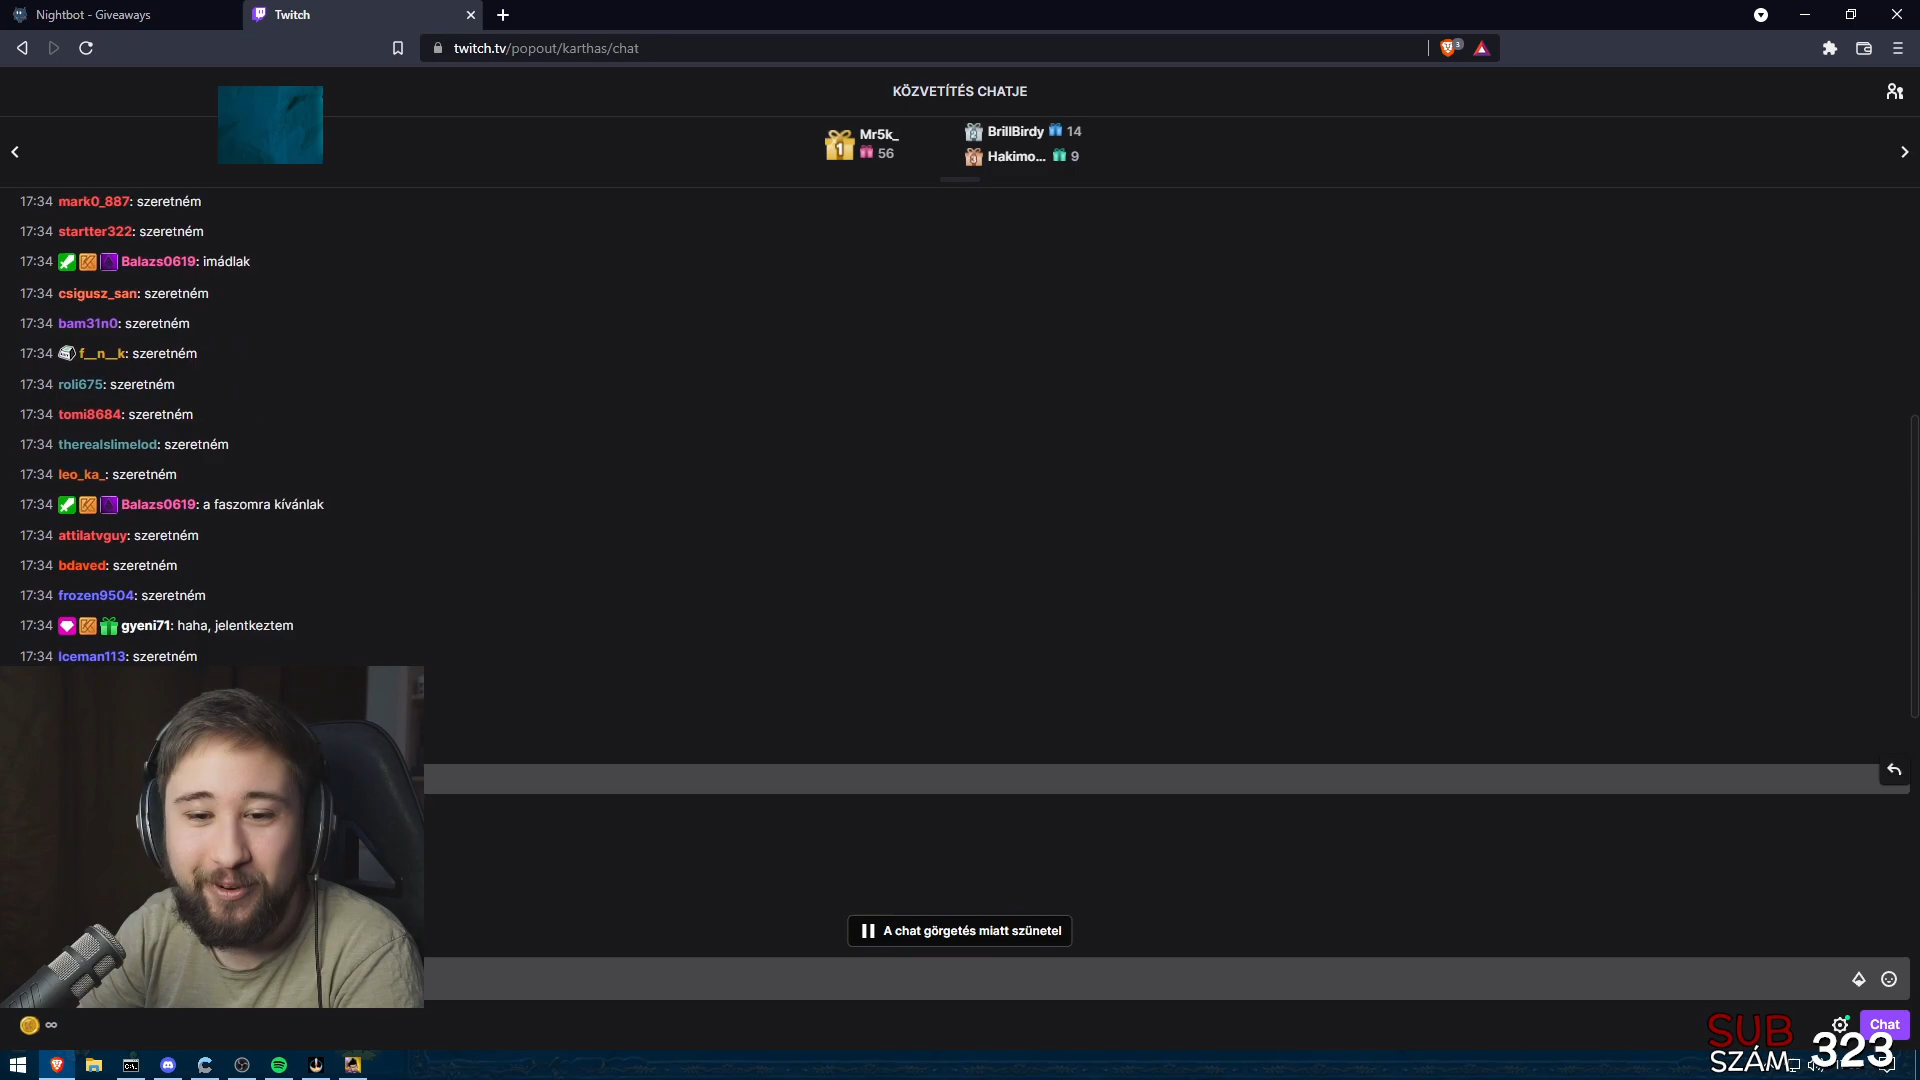 Nightbot - Giveaways
Twitch
twitch.tv/popout/karthas/chat
3
KÖZVETÍTÉS CHATJE
1
Mr5k_
56
2
BrillBirdy
14
3
Hakimo...
9
17:34 mark0_887: szeretném
17:34 startter322: szeretném
17:34 Balazs0619: imádlak
17:34 csigusz_san: szeretném
17:34 bam31n0: szeretném
17:34 f__n__k: szeretném
17:34 roli675: szeretném
17:34 tomi8684: szeretném
17:34 therealslimelod: szeretném
17:34 leo_ka_: szeretném
17:34 Balazs0619: a faszomra kívánlak
17:34 attilatvguy: szeretném
17:34 bdaved: szeretném
17:34 frozen9504: szeretném
17:34 gyeni71: haha, jelentkeztem
17:34 Iceman113: szeretném
A chat görgetés miatt szünetel
∞
Chat
SUB
SZÁM
323